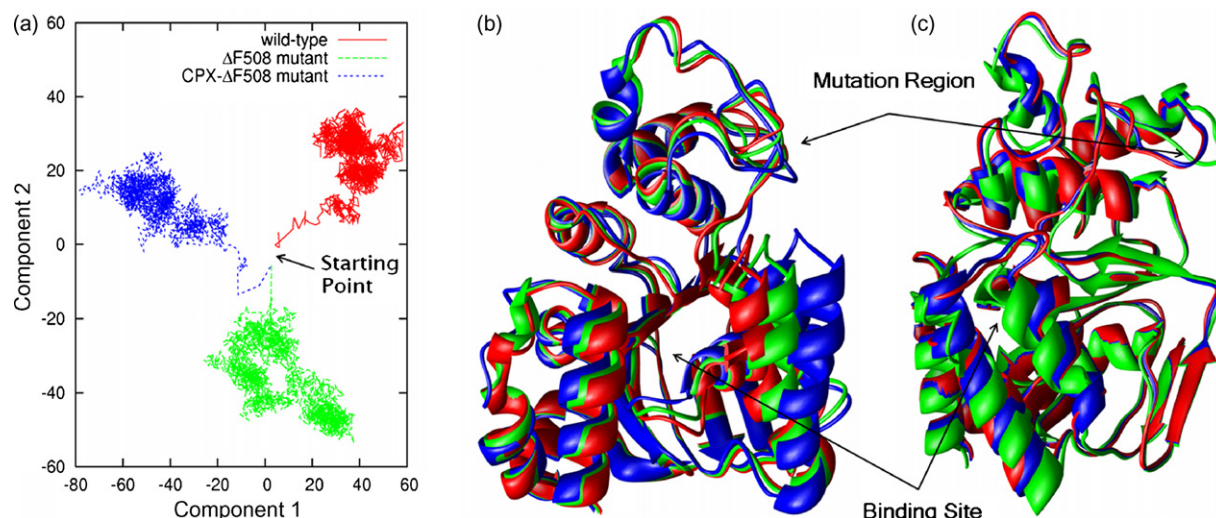 (a)
60
40
20
0
-20
-40
-60
Component 2
wild-type
ΔF508 mutant
CPX-ΔF508 mutant
Starting
Point
-80 -60 -40 -20 0 20 40 60
Component 1
(b)
Mutation Region
Binding Site
(c)